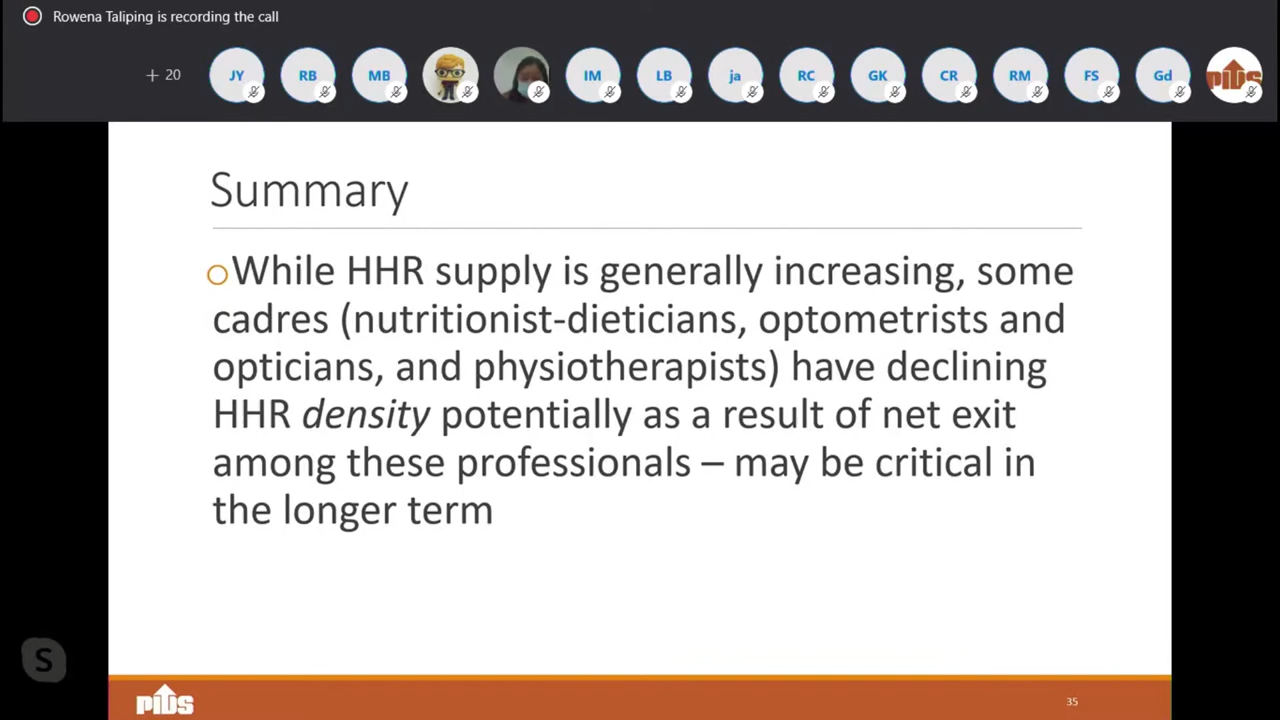 Rowena Taliping is recording the call
+ 20
JY
RB
MB
IM
LB
ja
RC
GK
CR
RM
FS
Gd
PIDS
Summary
While HHR supply is generally increasing, some
cadres (nutritionist-dieticians, optometrists and
opticians, and physiotherapists) have declining
HHR density potentially as a result of net exit
among these professionals – may be critical in
the longer term
S
PIDS
35